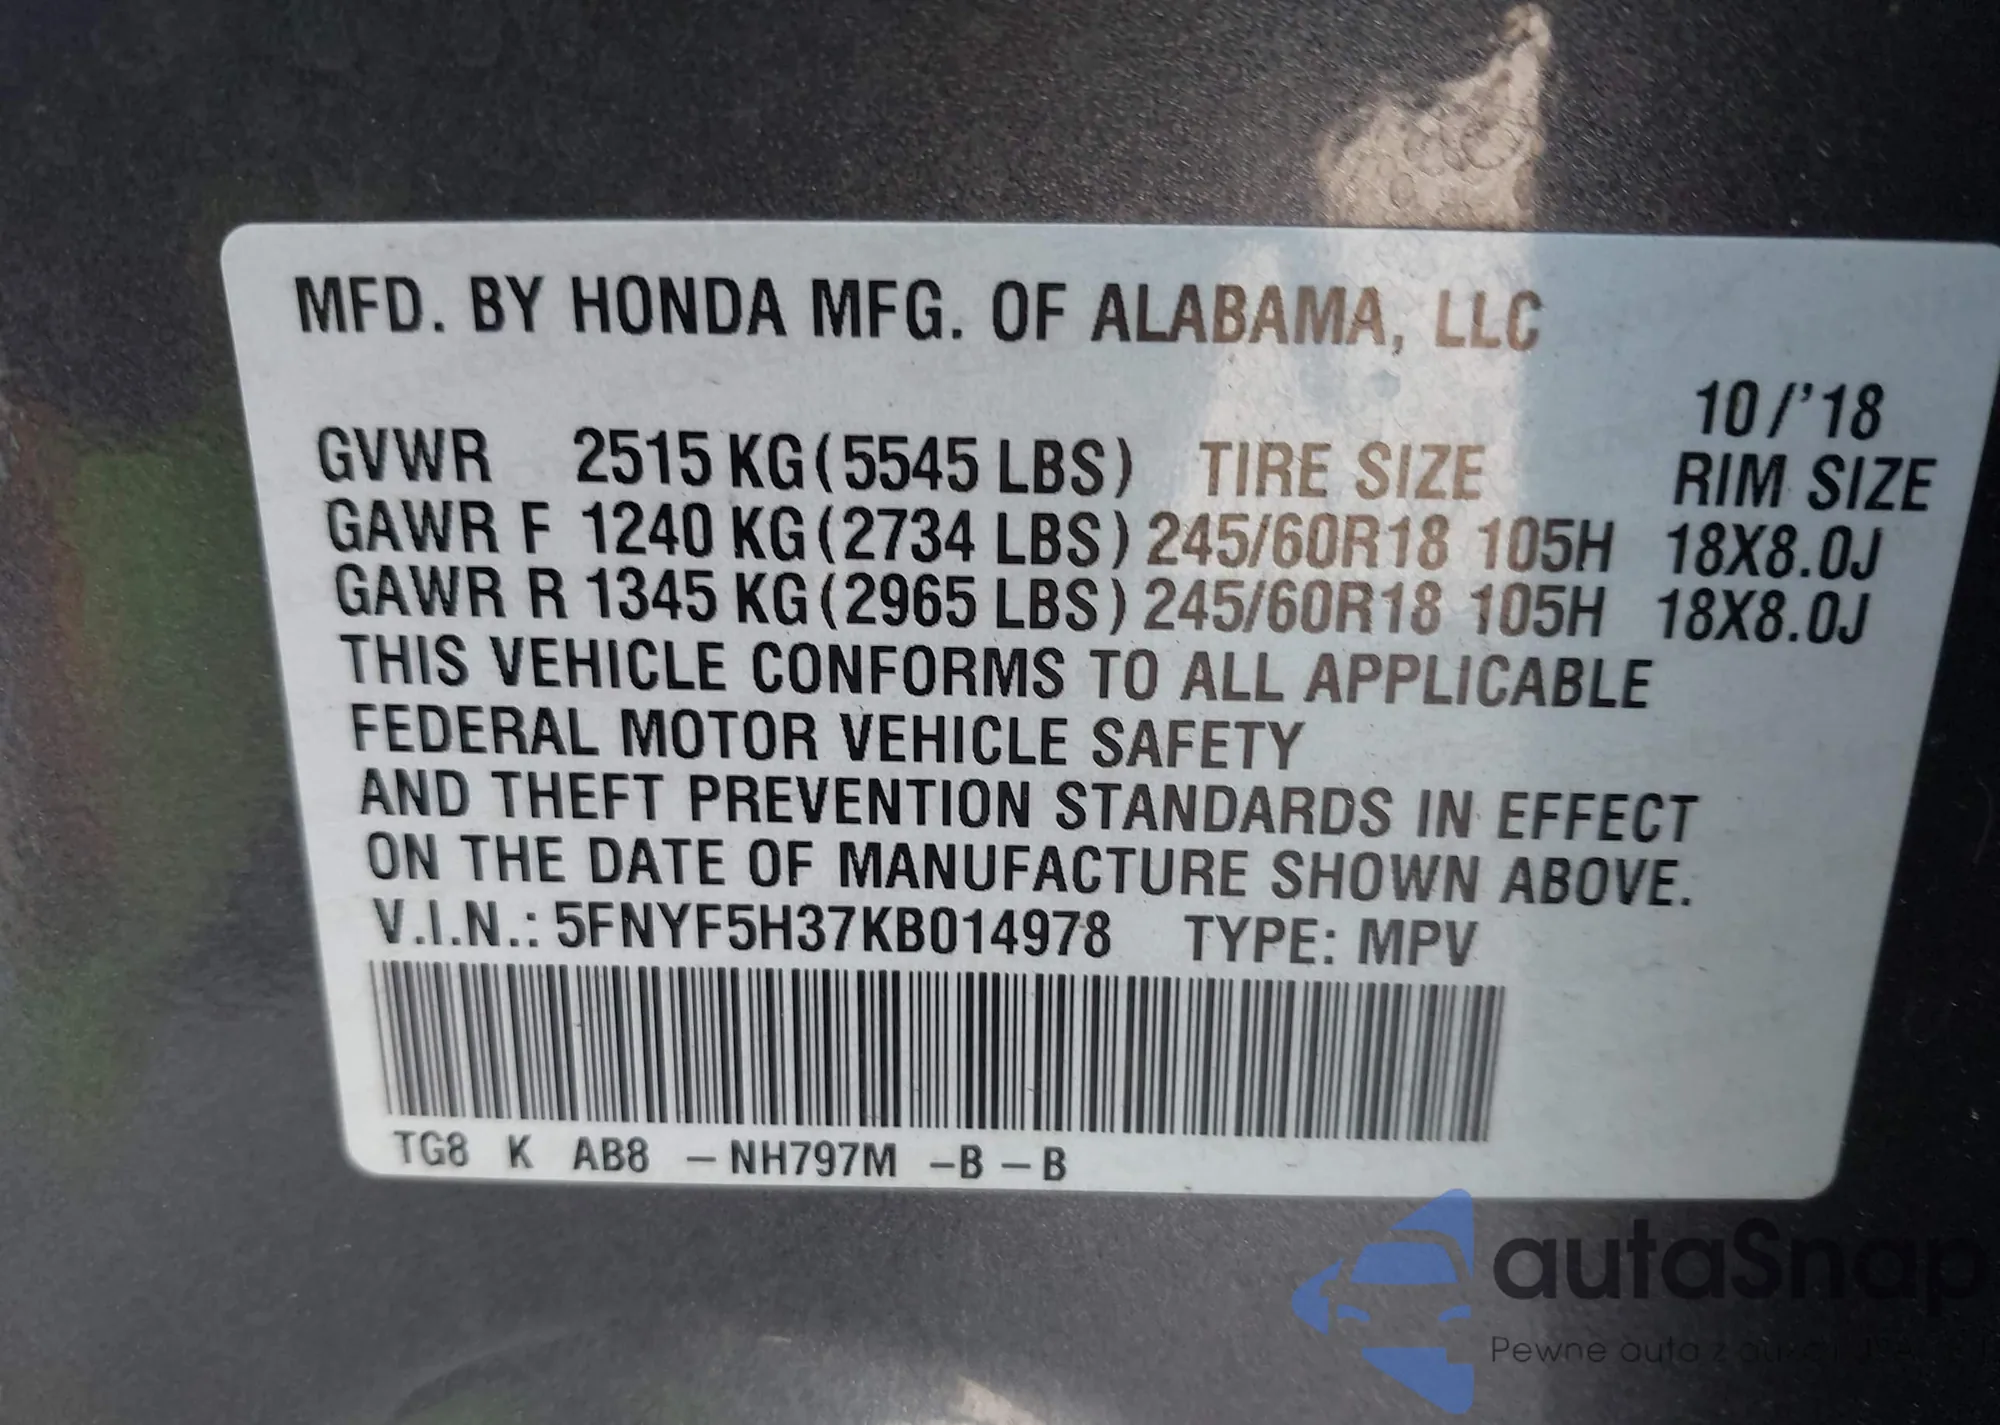 MFD. BY HONDA MFG. OF ALABAMA, LLC
10/'18
GVWR 2515 KG (5545 LBS) TIRE SIZE RIM SIZE
GAWR F 1240 KG (2734 LBS) 245/60R18 105H 18X8.0J
GAWR R 1345 KG (2965 LBS) 245/60R18 105H 18X8.0J
THIS VEHICLE CONFORMS TO ALL APPLICABLE
FEDERAL MOTOR VEHICLE SAFETY
AND THEFT PREVENTION STANDARDS IN EFFECT
ON THE DATE OF MANUFACTURE SHOWN ABOVE.
V.I.N.: 5FNYF5H37KB014978 TYPE: MPV
TG8 K AB8 – NH797M – B – B
autaSnap
Pewne auta z